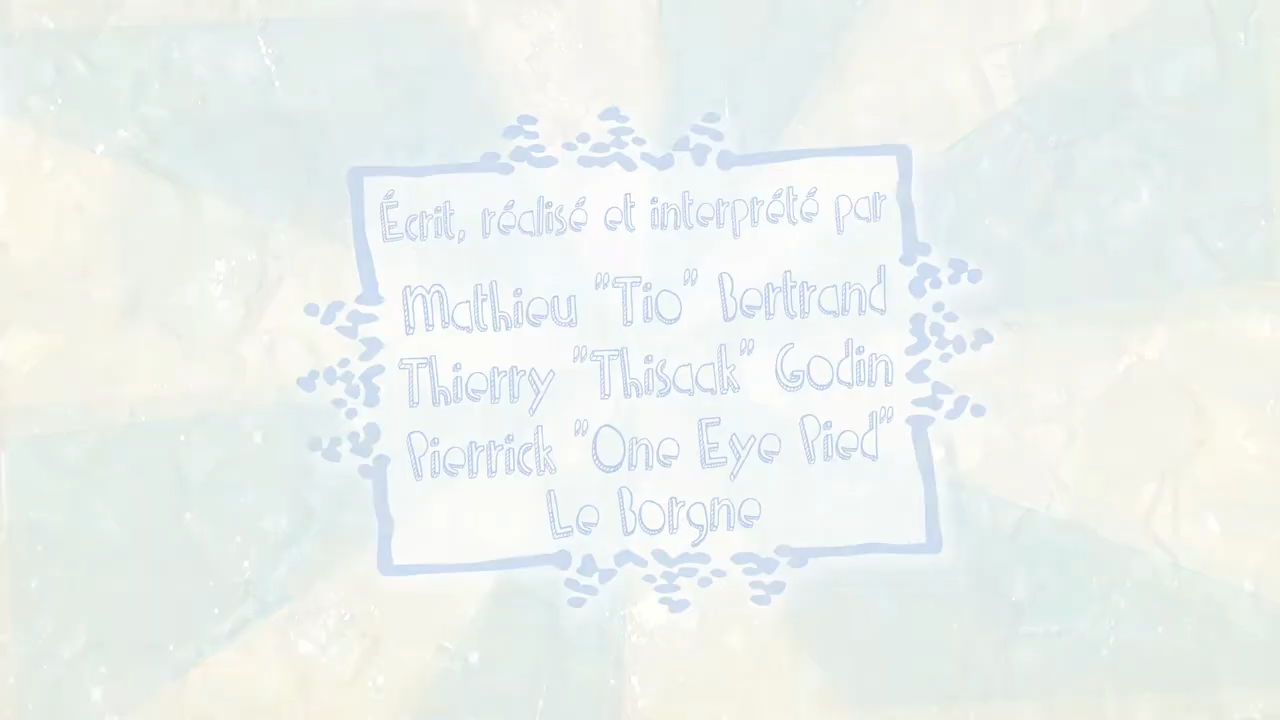 Écrit, réalisé et interprété par
Mathieu "Tio" Bertrand
Thierry "Thisaak" Godin
Pierrick "One Eye Pied"
Le Borgne